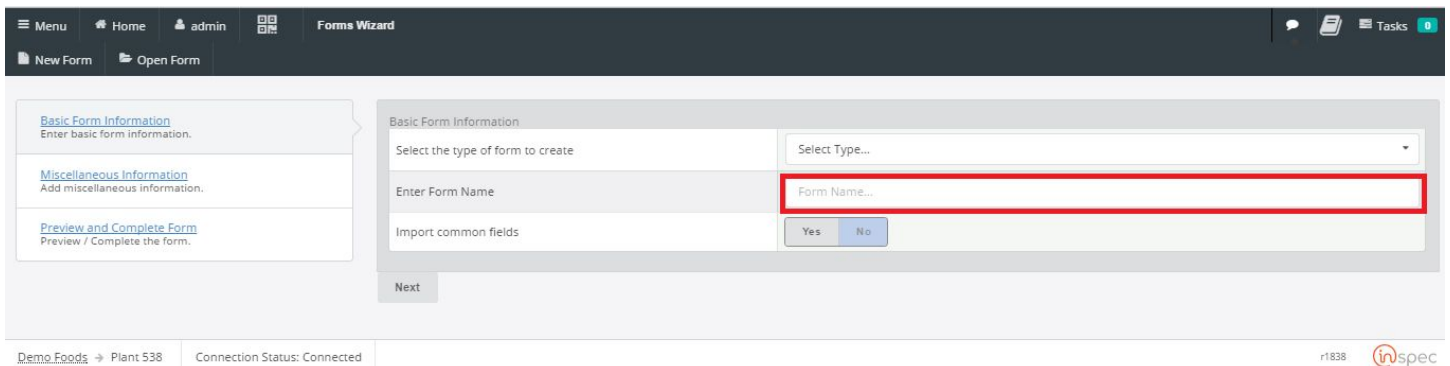 Menu Home admin Forms Wizard Tasks 0
New Form Open Form
Basic Form Information
Enter basic form information.
Miscellaneous Information
Add miscellaneous information.
Preview and Complete Form
Preview / Complete the form.
Basic Form Information
Select the type of form to create Select Type...
Enter Form Name Form Name...
Import common fields Yes No
Next
Demo Foods → Plant 538 Connection Status: Connected r1838 inspec